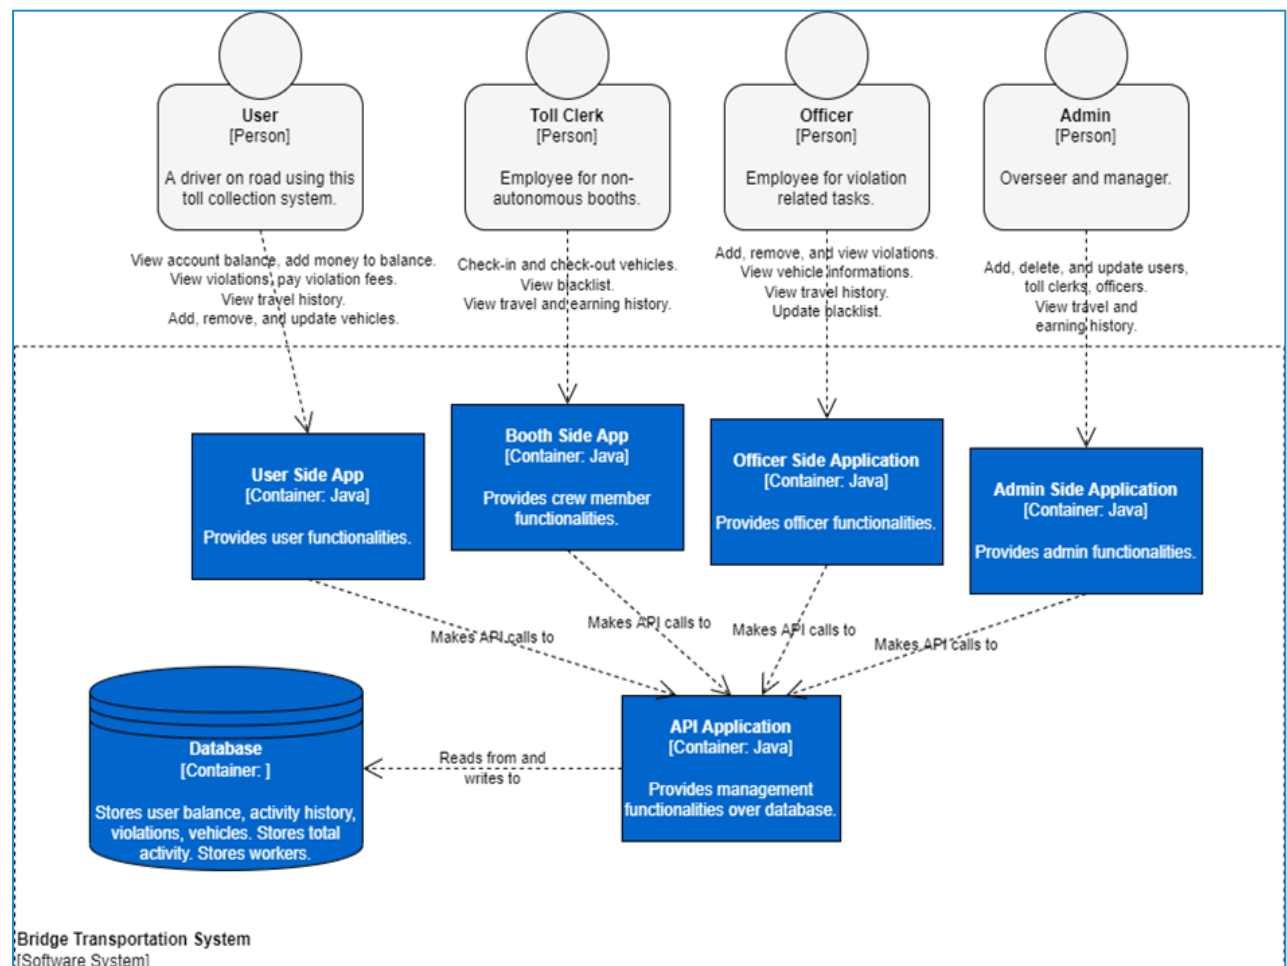 User
[Person]
A driver on road using this
toll collection system.
Toll Clerk
[Person]
Employee for non-
autonomous booths.
Officer
[Person]
Employee for violation
related tasks.
Admin
[Person]
Overseer and manager.
View account balance, add money to balance.
View violations, pay violation fees.
View travel history.
Add, remove, and update vehicles.
Check-in and check-out vehicles.
View blacklist.
View travel and earning history.
Add, remove, and view violations.
View vehicle informations.
View travel history.
Update blacklist.
Add, delete, and update users,
toll clerks, officers.
View travel and
earning history.
User Side App
[Container: Java]
Provides user functionalities.
Booth Side App
[Container: Java]
Provides crew member
functionalities.
Officer Side Application
[Container: Java]
Provides officer functionalities.
Admin Side Application
[Container: Java]
Provides admin functionalities.
Makes API calls to
Makes API calls to
Makes API calls to
Makes API calls to
Database
[Container: ]
Stores user balance, activity history,
violations, vehicles. Stores total
activity. Stores workers.
Reads from and
writes to
API Application
[Container: Java]
Provides management
functionalities over database.
Bridge Transportation System
[Software System]